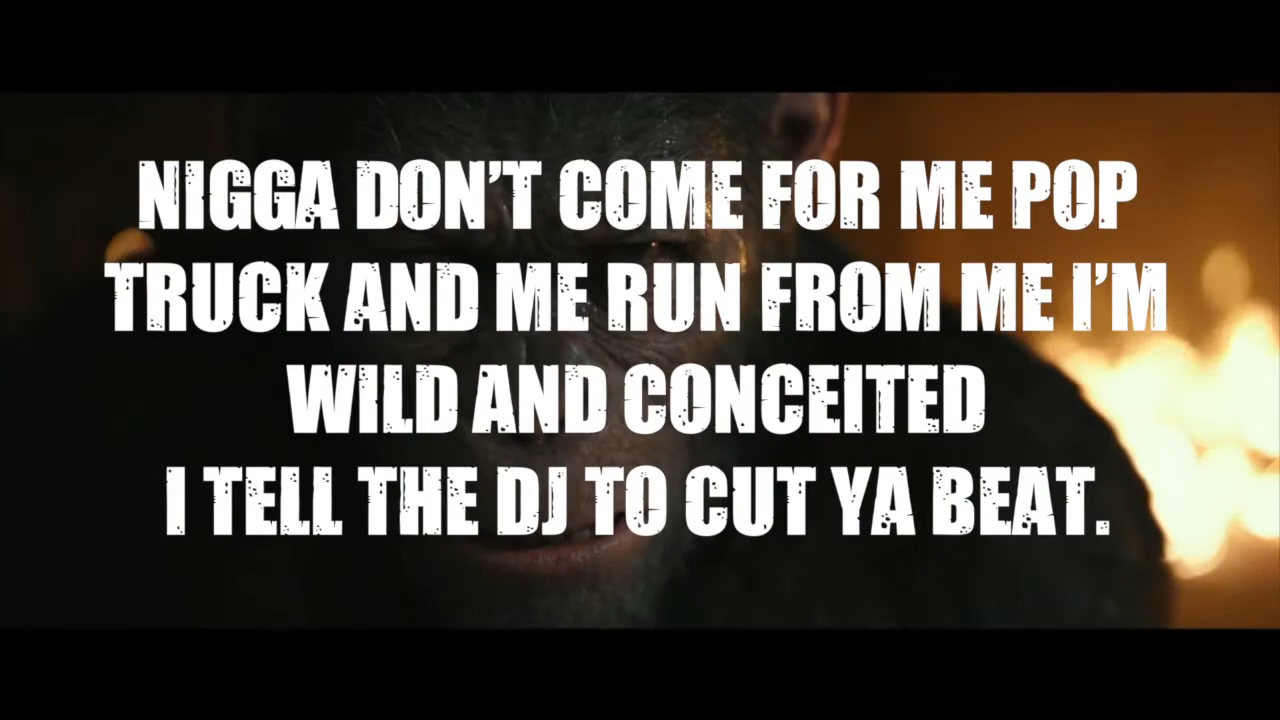 NIGGA DON'T COME FOR ME POP
TRUCK AND ME RUN FROM ME I'M
WILD AND CONCEITED
I TELL THE DJ TO CUT YA BEAT.